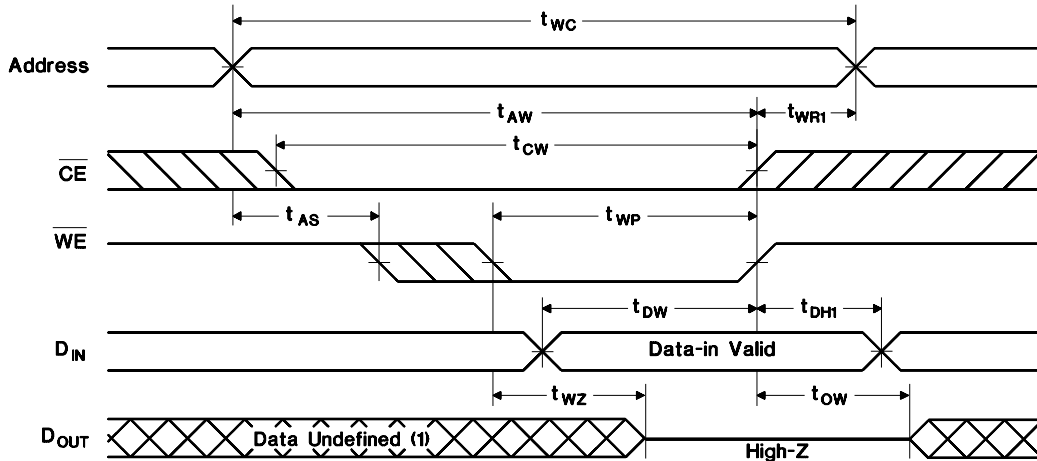 tWC
Address
tAW
tWR1
tCW
CE
tAS
tWP
WE
tDW
tDH1
DIN
Data-in Valid
tWZ
tOW
DOUT
Data Undefined (1)
High-Z